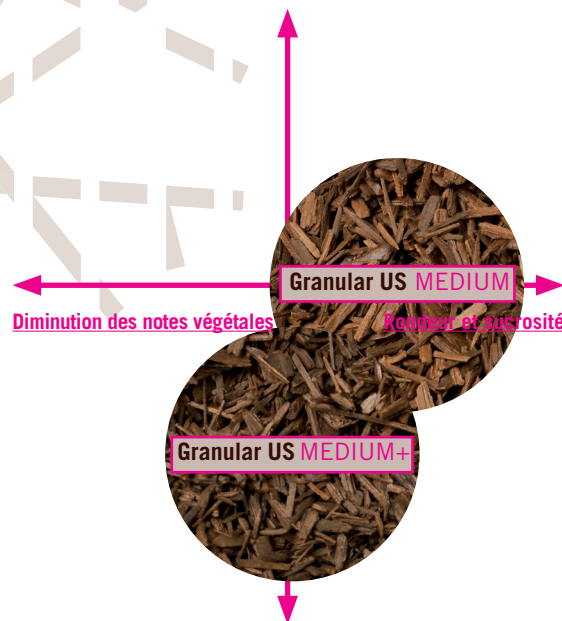 Granular US MEDIUM
Diminution des notes végétales
Rondeur et sucrosité
Granular US MEDIUM+